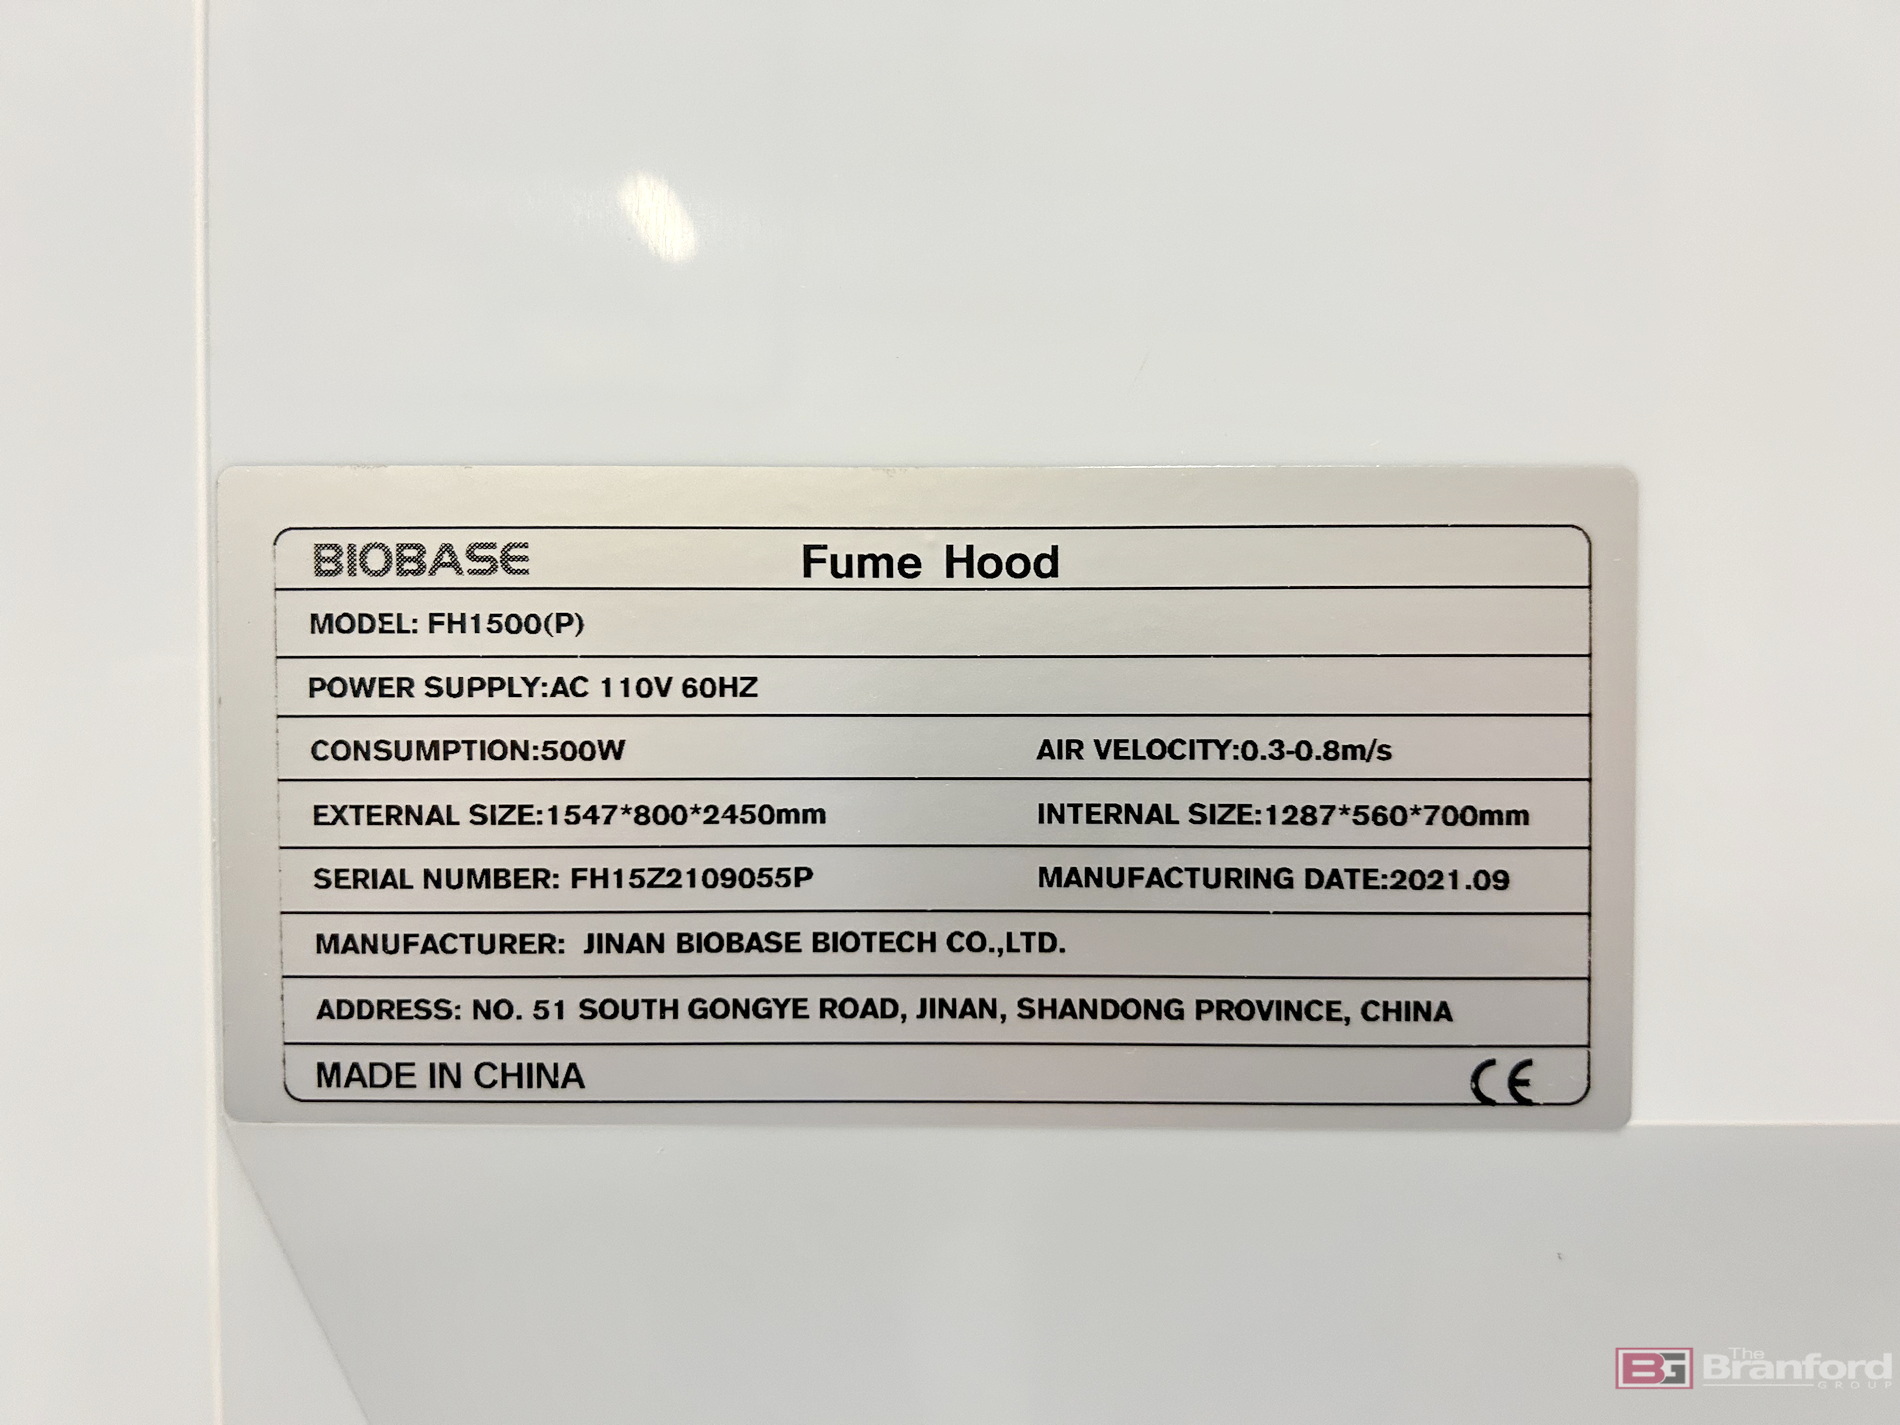 BIOBASE Fume Hood
MODEL: FH1500(P)
POWER SUPPLY:AC 110V 60HZ
CONSUMPTION:500W AIR VELOCITY:0.3-0.8m/s
EXTERNAL SIZE:1547*800*2450mm INTERNAL SIZE:1287*560*700mm
SERIAL NUMBER: FH15Z2109055P MANUFACTURING DATE:2021.09
MANUFACTURER: JINAN BIOBASE BIOTECH CO.,LTD.
ADDRESS: NO. 51 SOUTH GONGYE ROAD, JINAN, SHANDONG PROVINCE, CHINA
MADE IN CHINA CE
BG The
Branford
GROUP